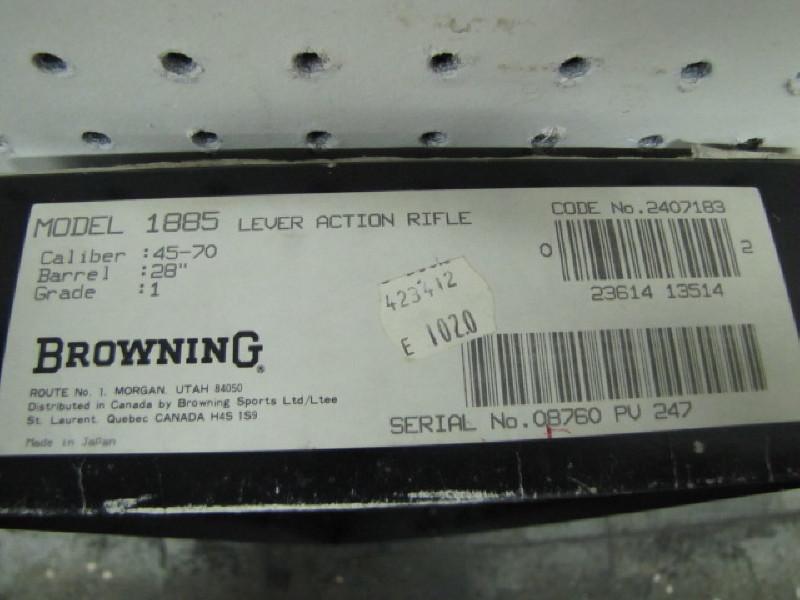 MODEL 1885 LEVER ACTION RIFLE
Caliber :45-70
Barrel :28"
Grade :1
CODE No.2407183
0 23614 13514 2
423412
E 1020
BROWNING®
ROUTE No. 1. MORGAN. UTAH 84050
Distributed in Canada by Browning Sports Ltd/Ltee
St. Laurent. Quebec CANADA H4S 1S9
SERIAL No.08760 PV 247
Made in Japan